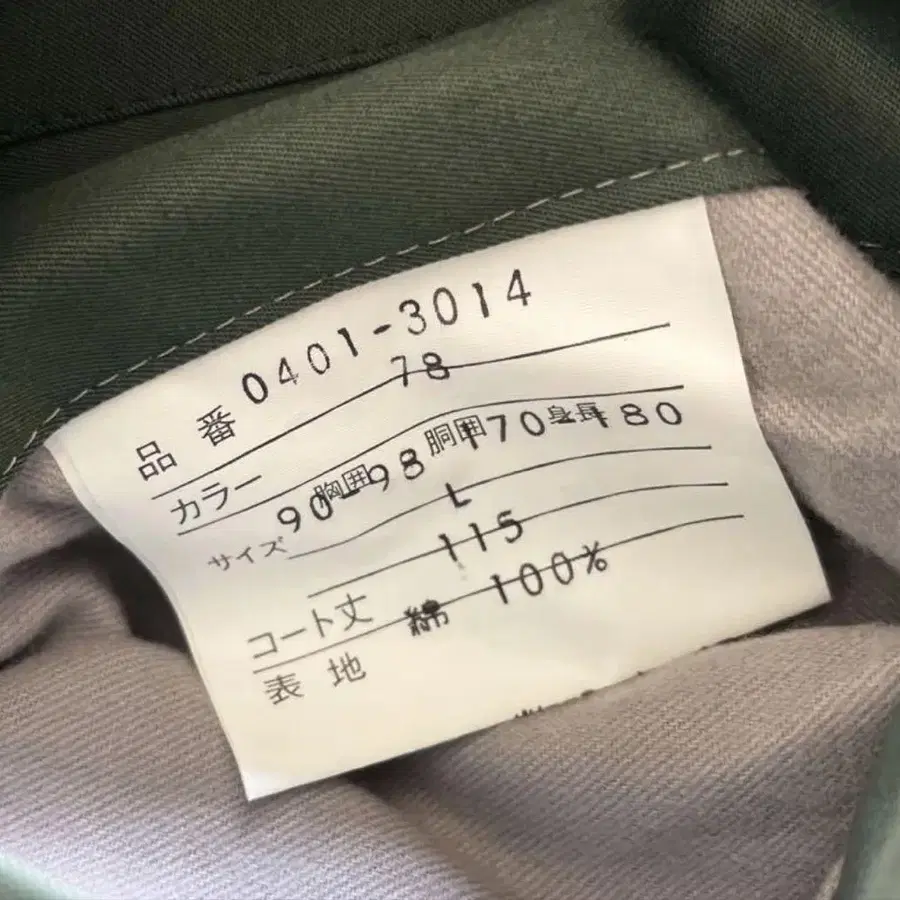 品番 0401-3014
カラー 78
サイズ 胸囲 90-98 胴囲 身長 170 180
L
コート丈 115
表地 綿 100%